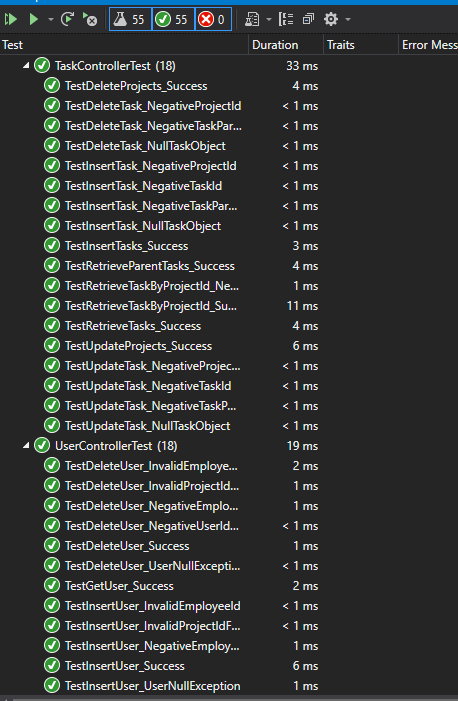 55 55 0
Test Duration Traits Error Mess
TaskControllerTest (18) 33 ms
TestDeleteProjects_Success 4 ms
TestDeleteTask_NegativeProjectId < 1 ms
TestDeleteTask_NegativeTaskPar... < 1 ms
TestDeleteTask_NullTaskObject < 1 ms
TestInsertTask_NegativeProjectId < 1 ms
TestInsertTask_NegativeTaskId < 1 ms
TestInsertTask_NegativeTaskPar... < 1 ms
TestInsertTask_NullTaskObject < 1 ms
TestInsertTasks_Success 3 ms
TestRetrieveParentTasks_Success 4 ms
TestRetrieveTaskByProjectId_Ne... 1 ms
TestRetrieveTaskByProjectId_Su... 11 ms
TestRetrieveTasks_Success 4 ms
TestUpdateProjects_Success 6 ms
TestUpdateTask_NegativeProjec... < 1 ms
TestUpdateTask_NegativeTaskId < 1 ms
TestUpdateTask_NegativeTaskP... < 1 ms
TestUpdateTask_NullTaskObject < 1 ms
UserControllerTest (18) 19 ms
TestDeleteUser_InvalidEmploye... 2 ms
TestDeleteUser_InvalidProjectId... 1 ms
TestDeleteUser_NegativeEmplo... 1 ms
TestDeleteUser_NegativeUserId... < 1 ms
TestDeleteUser_Success 1 ms
TestDeleteUser_UserNullExcepti... < 1 ms
TestGetUser_Success 2 ms
TestInsertUser_InvalidEmployeeId < 1 ms
TestInsertUser_InvalidProjectIdF... < 1 ms
TestInsertUser_NegativeEmploy... 1 ms
TestInsertUser_Success 6 ms
TestInsertUser_UserNullException 1 ms